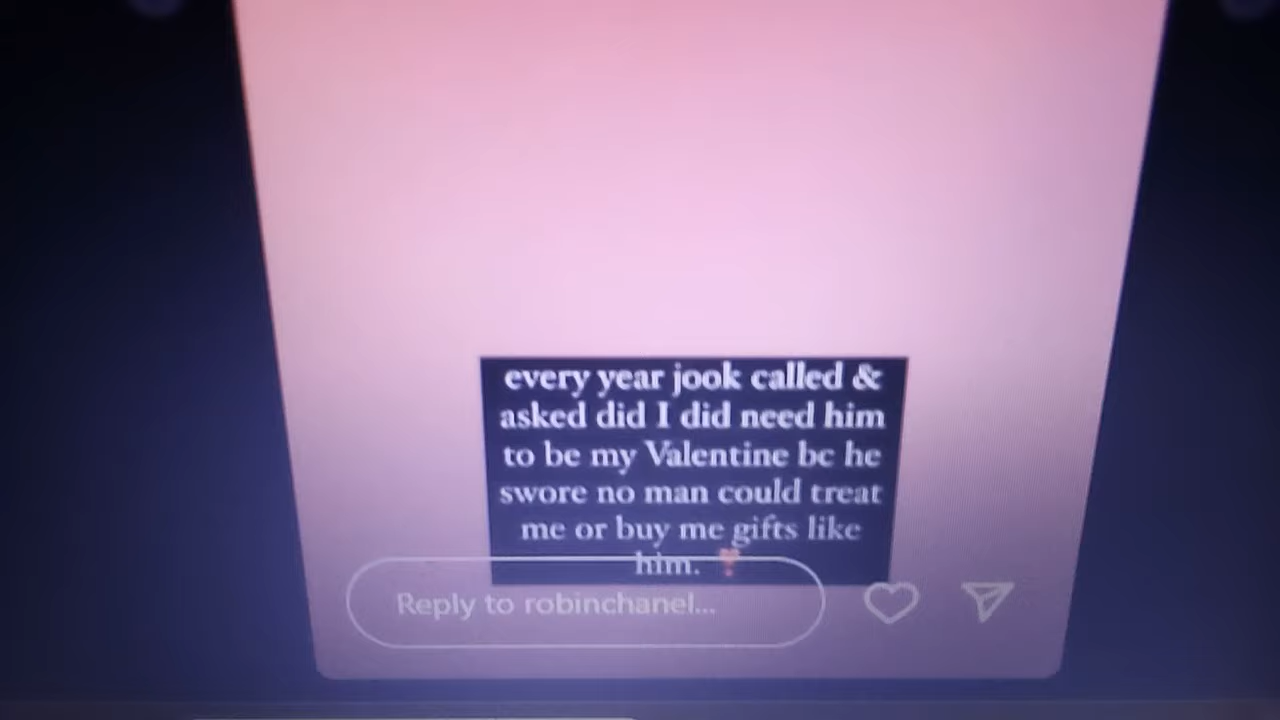 every year jook called &
asked did I did need him
to be my Valentine bc he
swore no man could treat
me or buy me gifts like
him. ❣
Reply to robinchanel...